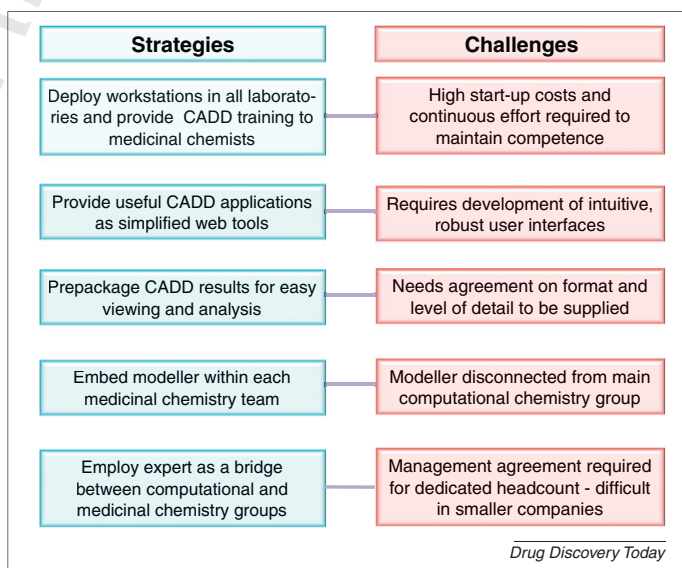 Strategies
Challenges
Deploy workstations in all laborato-
ries and provide CADD training to
medicinal chemists
High start-up costs and
continuous effort required to
maintain competence
Provide useful CADD applications
as simplified web tools
Requires development of intuitive,
robust user interfaces
Prepackage CADD results for easy
viewing and analysis
Needs agreement on format and
level of detail to be supplied
Embed modeller within each
medicinal chemistry team
Modeller disconnected from main
computational chemistry group
Employ expert as a bridge
between computational and
medicinal chemistry groups
Management agreement required
for dedicated headcount - difficult
in smaller companies
Drug Discovery Today